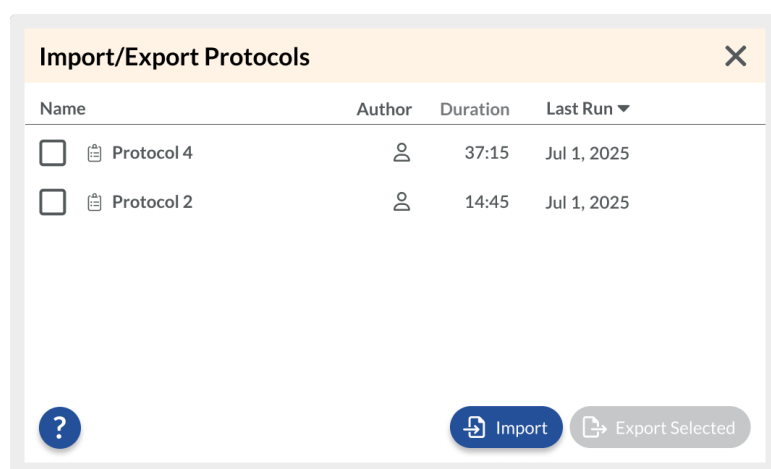 Import/Export Protocols
Name Author Duration Last Run
Protocol 4 37:15 Jul 1, 2025
Protocol 2 14:45 Jul 1, 2025
? Import Export Selected